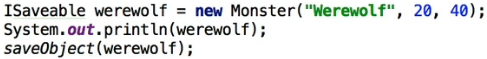 ISaveable werewolf = new Monster("Werewolf", 20, 40);
System.out.println(werewolf);
saveObject(werewolf);